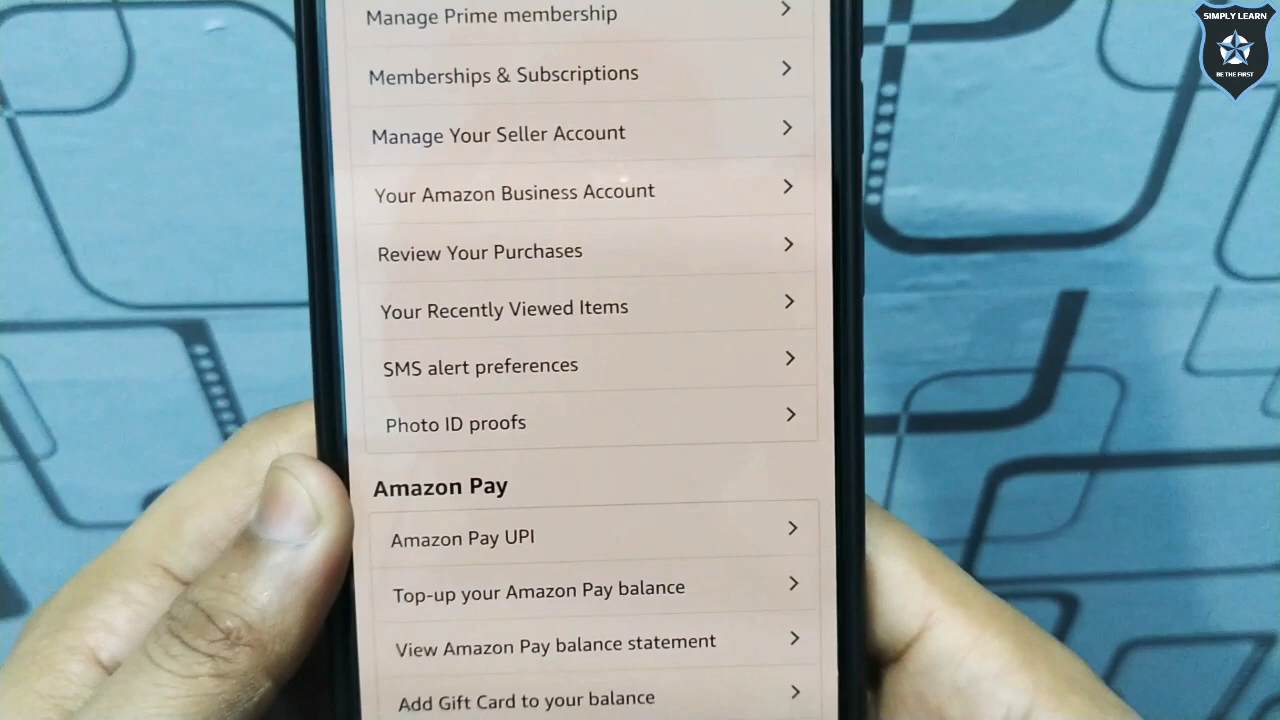 Manage Prime membership
Memberships & Subscriptions
Manage Your Seller Account
Your Amazon Business Account
Review Your Purchases
Your Recently Viewed Items
SMS alert preferences
Photo ID proofs
Amazon Pay
Amazon Pay UPI
Top-up your Amazon Pay balance
View Amazon Pay balance statement
Add Gift Card to your balance
SIMPLY LEARN
BE THE FIRST